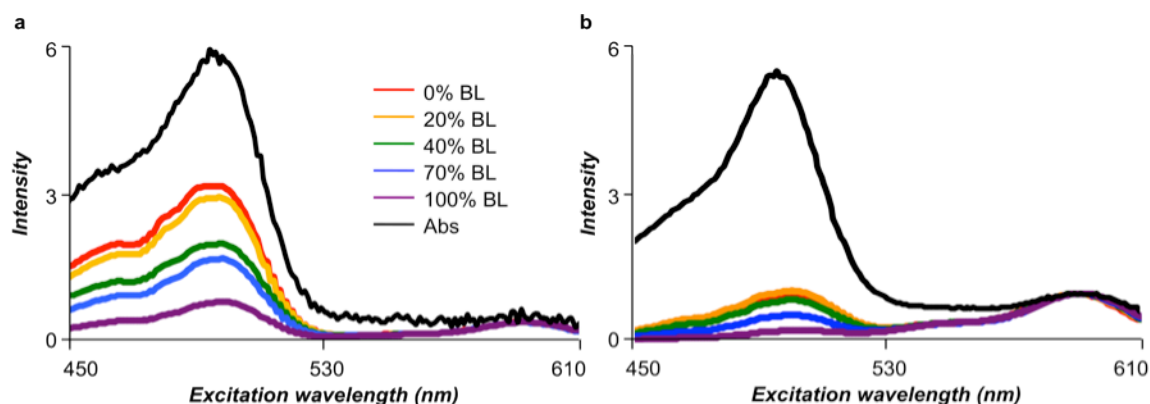 a
6
3
0
Intensity
0% BL
20% BL
40% BL
70% BL
100% BL
Abs
450
530
610
Excitation wavelength (nm)
b
6
3
0
Intensity
450
530
610
Excitation wavelength (nm)